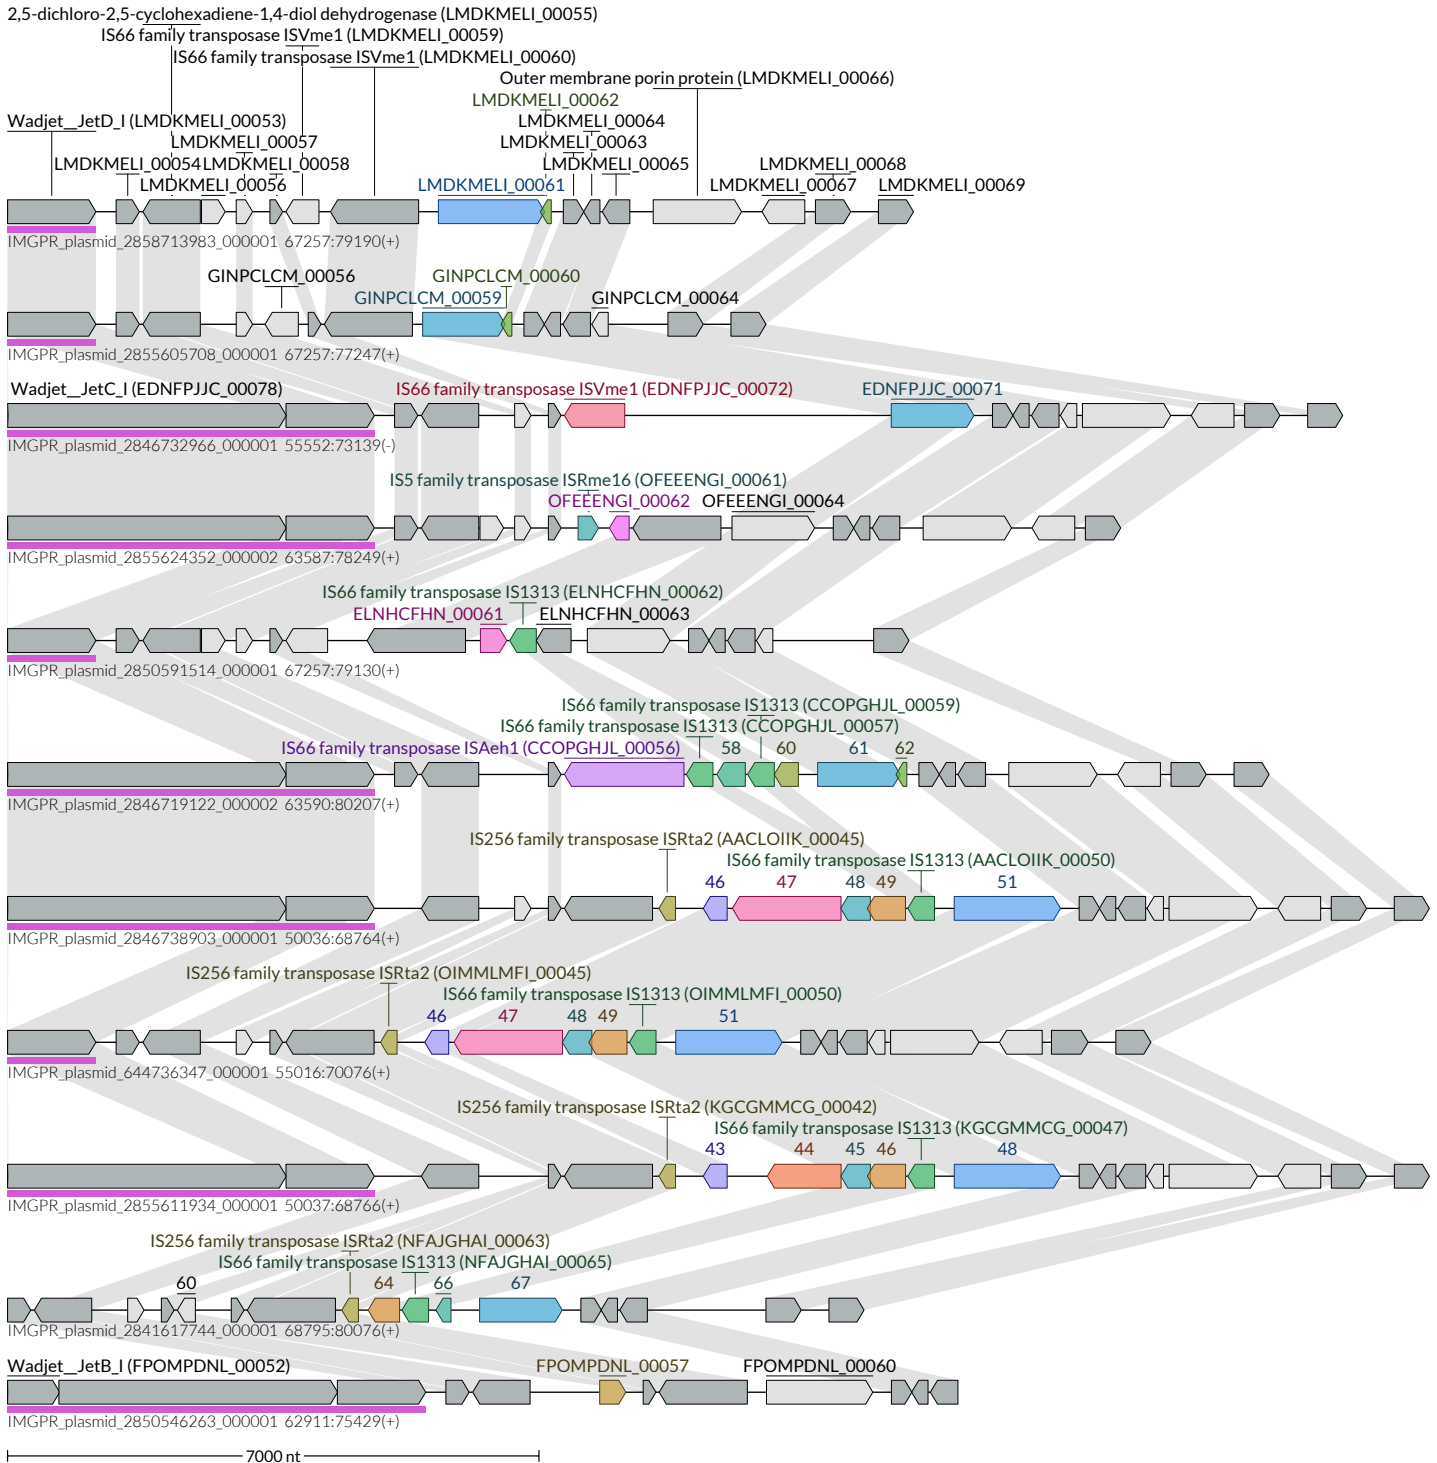 2,5-dichloro-2,5-cyclohexadiene-1,4-diol dehydrogenase (LMDKMELI_00055)
IS66 family transposase ISVme1 (LMDKMELI_00059)
IS66 family transposase ISVme1 (LMDKMELI_00060)
Outer membrane porin protein (LMDKMELI_00066)
LMDKMELI_00062
Wadjet__JetD_I (LMDKMELI_00053)
LMDKMELI_00064
LMDKMELI_00057
LMDKMELI_00063
LMDKMELI_00054
LMDKMELI_00058
LMDKMELI_00065
LMDKMELI_00068
LMDKMELI_00056
LMDKMELI_00061
LMDKMELI_00067
LMDKMELI_00069
IMGPR_plasmid_2858713983_000001 67257:79190(+)
GINPCLCM_00056
GINPCLCM_00060
GINPCLCM_00059
GINPCLCM_00064
IMGPR_plasmid_2855605708_000001 67257:77247(+)
Wadjet__JetC_I (EDNFPJJC_00078)
IS66 family transposase ISVme1 (EDNFPJJC_00072)
EDNFPJJC_00071
IMGPR_plasmid_2846732966_000001 55552:73139(-)
IS5 family transposase ISRme16 (OFEEENGI_00061)
OFEEENGI_00062
OFEEENGI_00064
IMGPR_plasmid_2855624352_000002 63587:78249(+)
IS66 family transposase IS1313 (ELNHCFHN_00062)
ELNHCFHN_00061
ELNHCFHN_00063
IMGPR_plasmid_2850591514_000001 67257:79130(+)
IS66 family transposase IS1313 (CCOPGHJL_00059)
IS66 family transposase IS1313 (CCOPGHJL_00057)
IS66 family transposase ISAeh1 (CCOPGHJL_00056)
58
60
61
62
IMGPR_plasmid_2846719122_000002 63590:80207(+)
IS256 family transposase ISRta2 (AACLOIIK_00045)
IS66 family transposase IS1313 (AACLOIIK_00050)
46
47
48
49
51
IMGPR_plasmid_2846738903_000001 50036:68764(+)
IS256 family transposase ISRta2 (OIMMLMFI_00045)
IS66 family transposase IS1313 (OIMMLMFI_00050)
46
47
48
49
51
IMGPR_plasmid_644736347_000001 55016:70076(+)
IS256 family transposase ISRta2 (KGCGMMCG_00042)
IS66 family transposase IS1313 (KGCGMMCG_00047)
43
44
45
46
48
IMGPR_plasmid_2855611934_000001 50037:68766(+)
IS256 family transposase ISRta2 (NFAJGHAI_00063)
IS66 family transposase IS1313 (NFAJGHAI_00065)
60
64
66
67
IMGPR_plasmid_2841617744_000001 68795:80076(+)
Wadjet__JetB_I (FPOMPDNL_00052)
FPOMPDNL_00057
FPOMPDNL_00060
IMGPR_plasmid_2850546263_000001 62911:75429(+)
7000 nt